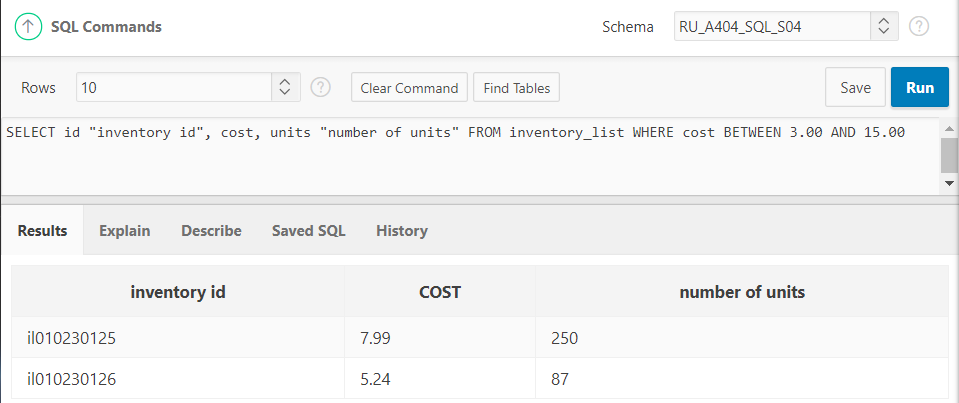 SQL Commands Schema RU_A404_SQL_S04 ?
Rows 10 ? Clear Command Find Tables Save Run
SELECT id "inventory id", cost, units "number of units" FROM inventory_list WHERE cost BETWEEN 3.00 AND 15.00
Results Explain Describe Saved SQL History
inventory id COST number of units
il010230125 7.99 250
il010230126 5.24 87